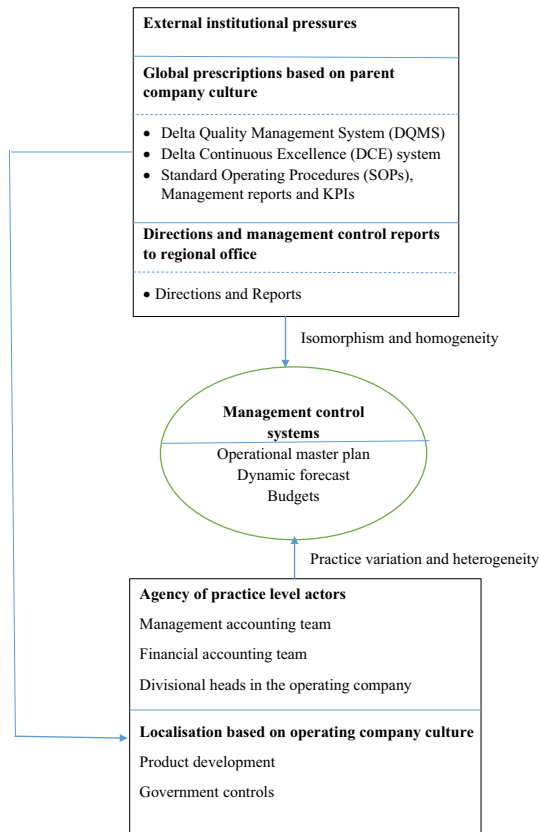 External institutional pressures
Global prescriptions based on parent
company culture
• Delta Quality Management System (DQMS)
• Delta Continuous Excellence (DCE) system
• Standard Operating Procedures (SOPs),
Management reports and KPIs
Directions and management control reports
to regional office
• Directions and Reports
Isomorphism and homogeneity
Management control
systems
Operational master plan
Dynamic forecast
Budgets
Practice variation and heterogeneity
Agency of practice level actors
Management accounting team
Financial accounting team
Divisional heads in the operating company
Localisation based on operating company culture
Product development
Government controls